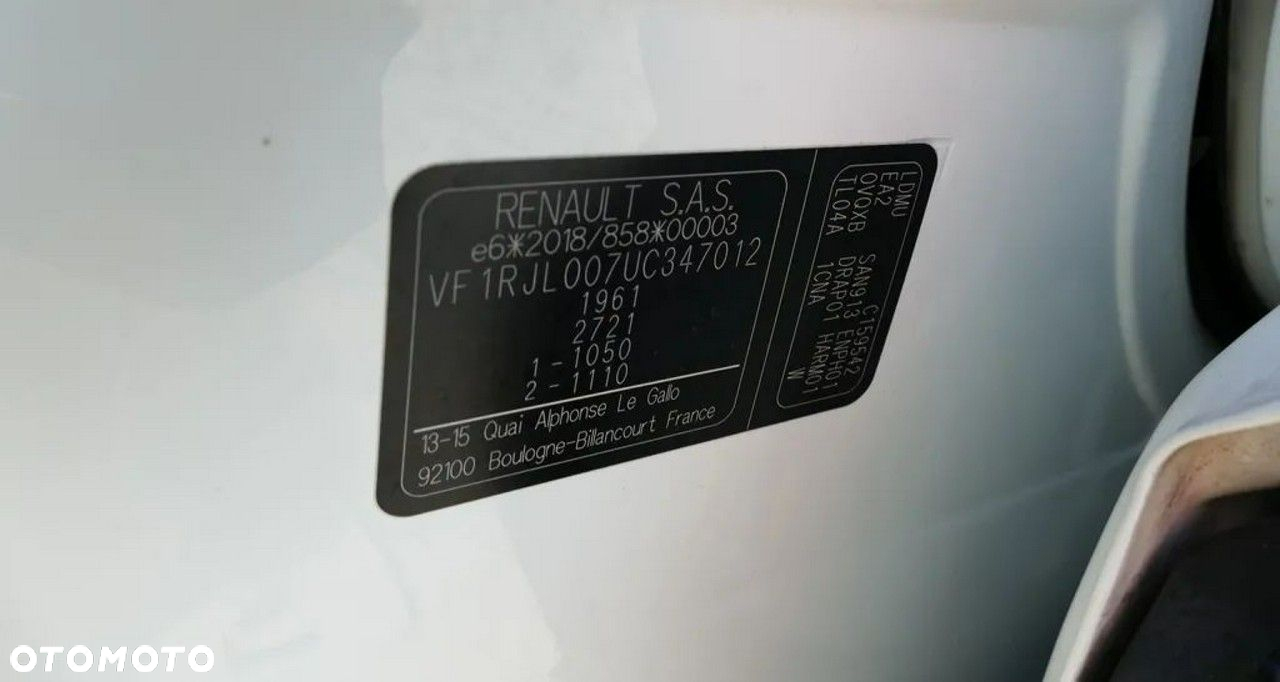 RENAULT S.A.S.
e6*2018/858*00003
VF1RJL007UC347012
1961
2721
1-1050
2-1110
13-15 Quai Alphonse Le Gallo
92100 Boulogne-Billancourt France
LDMU C159542
EA2 SAN913 ENPH01
OVQXB DRAP01 HARM01
TL04A 1CNA W
OTOMOTO